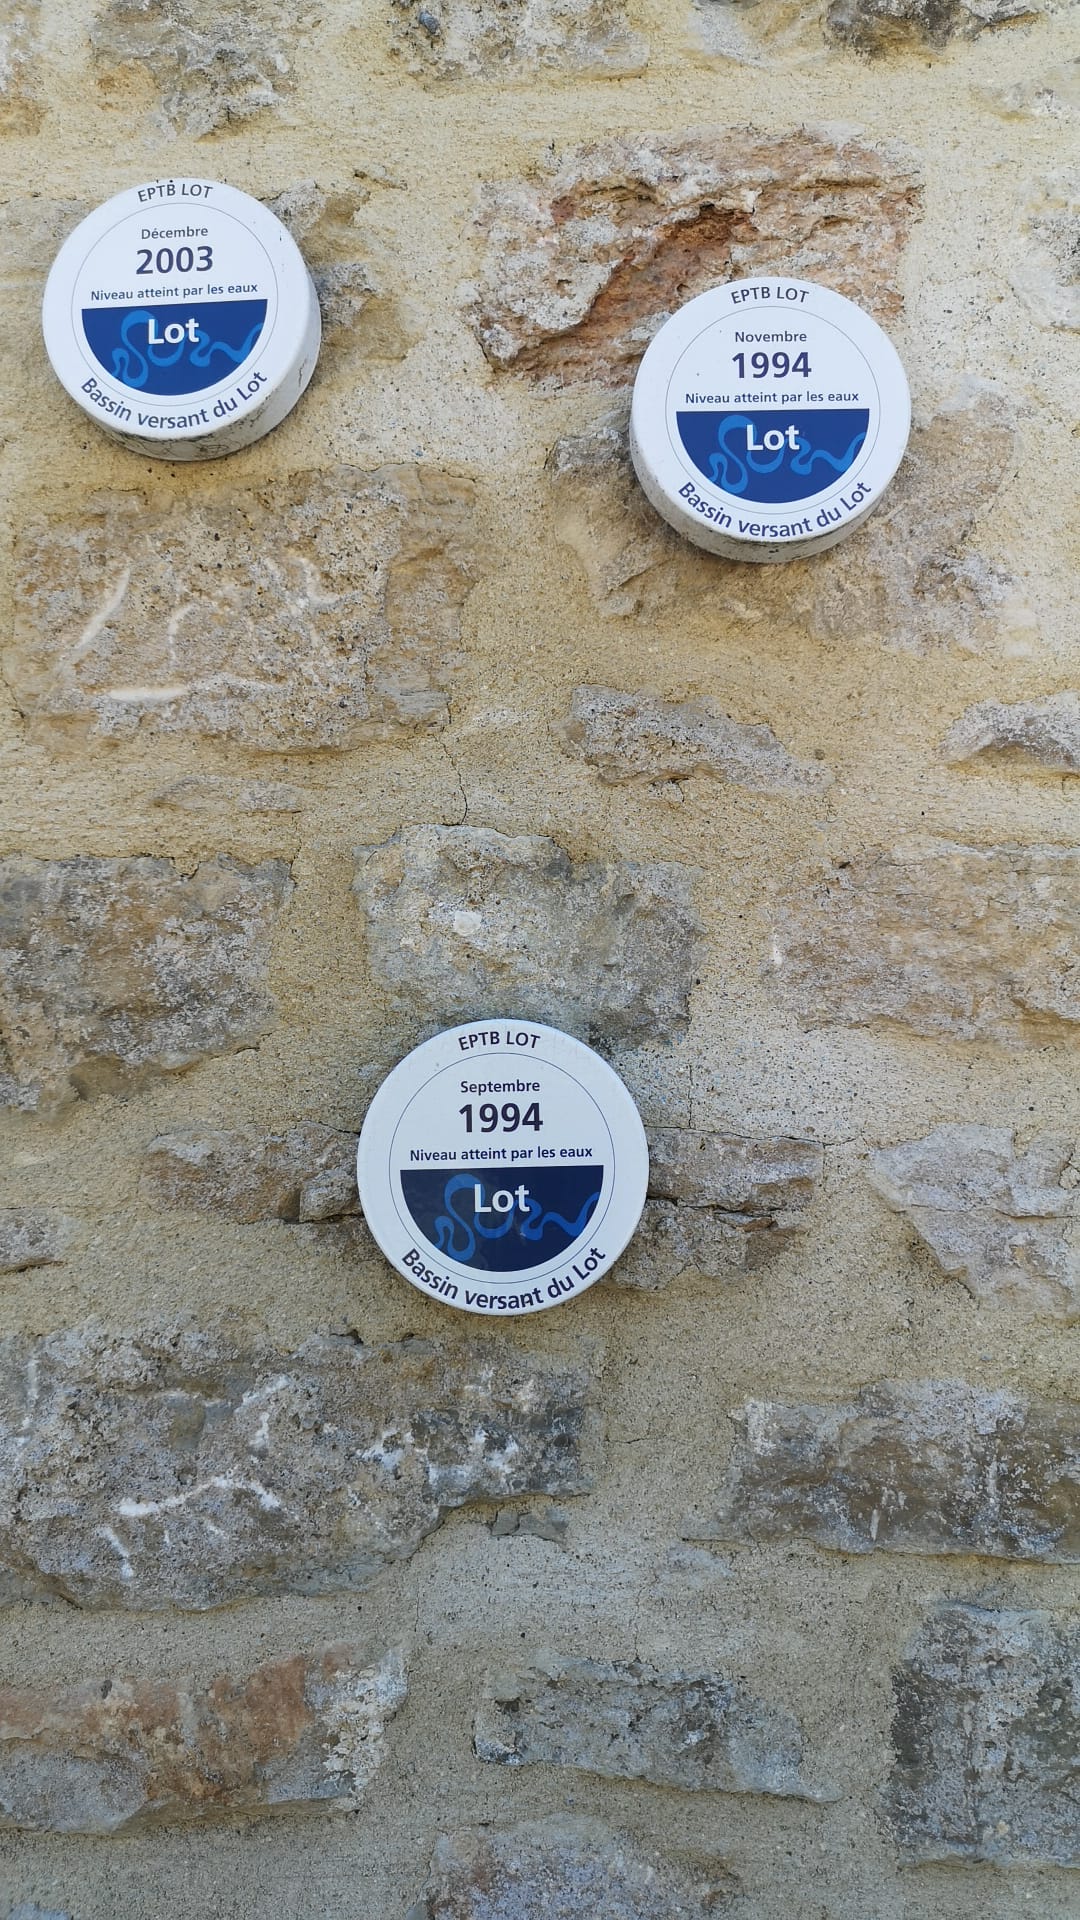 EPTB LOT
Décembre
2003
Niveau atteint par les eaux
Lot
Bassin versant du Lot
EPTB LOT
Novembre
1994
Niveau atteint par les eaux
Lot
Bassin versant du Lot
EPTB LOT
Septembre
1994
Niveau atteint par les eaux
Lot
Bassin versant du Lot